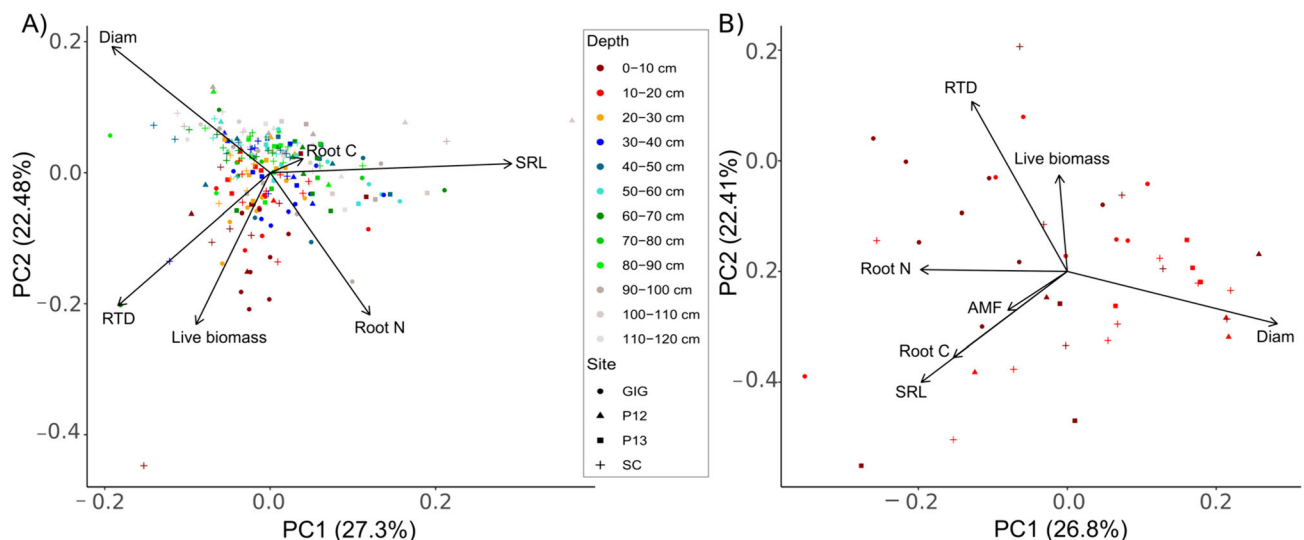 A)
B)
PC2 (22.48%)
0.2
0.0
−0.2
−0.4
Diam
Root C
SRL
RTD
Live biomass
Root N
−0.2
0.0
0.2
PC1 (27.3%)
Depth
0−10 cm
10−20 cm
20−30 cm
30−40 cm
40−50 cm
50−60 cm
60−70 cm
70−80 cm
80−90 cm
90−100 cm
100−110 cm
110−120 cm
Site
GIG
P12
P13
SC
PC2 (22.41%)
0.2
0.0
0.2
−0.4
RTD
Live biomass
Root N
AMF
Root C
SRL
Diam
−0.2
0.0
0.2
PC1 (26.8%)